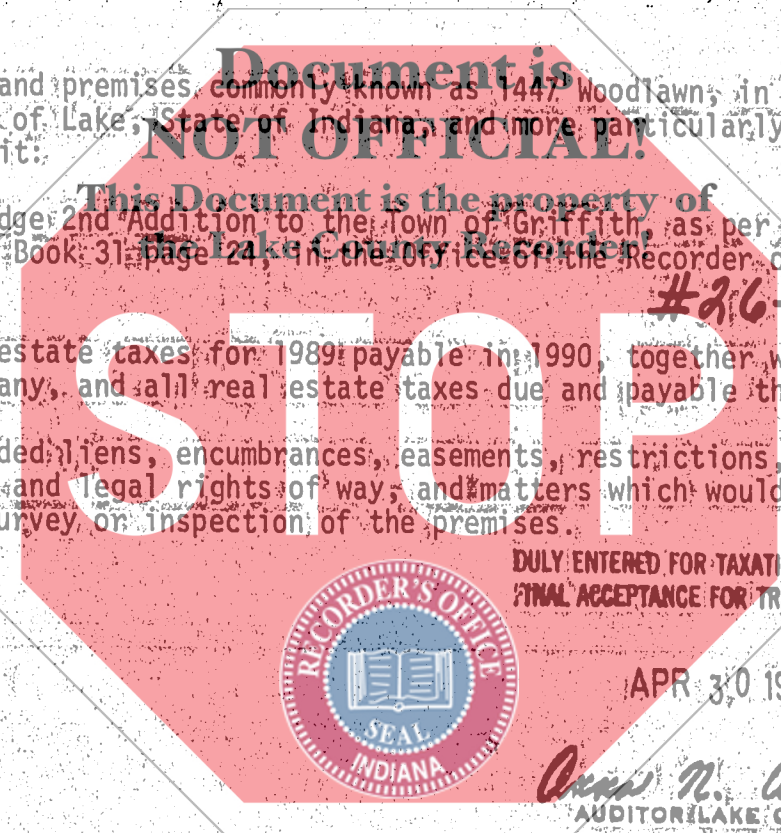 Document is
and premises, commonly known as 1447 Woodlawn, in
of Lake, State of Indiana, and more particularly
NOT OFFICIAL!
it:
This Document is the property of
dge 2nd Addition to the Town of Griffith, as per
the Lake County Recorder!
Book 31 page 24, in the Office of the Recorder
#26-
STOP
estate taxes for 1989 payable in 1990, together w
any, and all real estate taxes due and payable th
ded liens, encumbrances, easements, restrictions
and legal rights of way, and matters which would
urvey or inspection of the premises.
DULY ENTERED FOR TAXATI
FINAL ACCEPTANCE FOR TR
RECORDER'S OFFICE
SEAL
INDIANA
APR 30 19
N.
AUDITOR LAKE